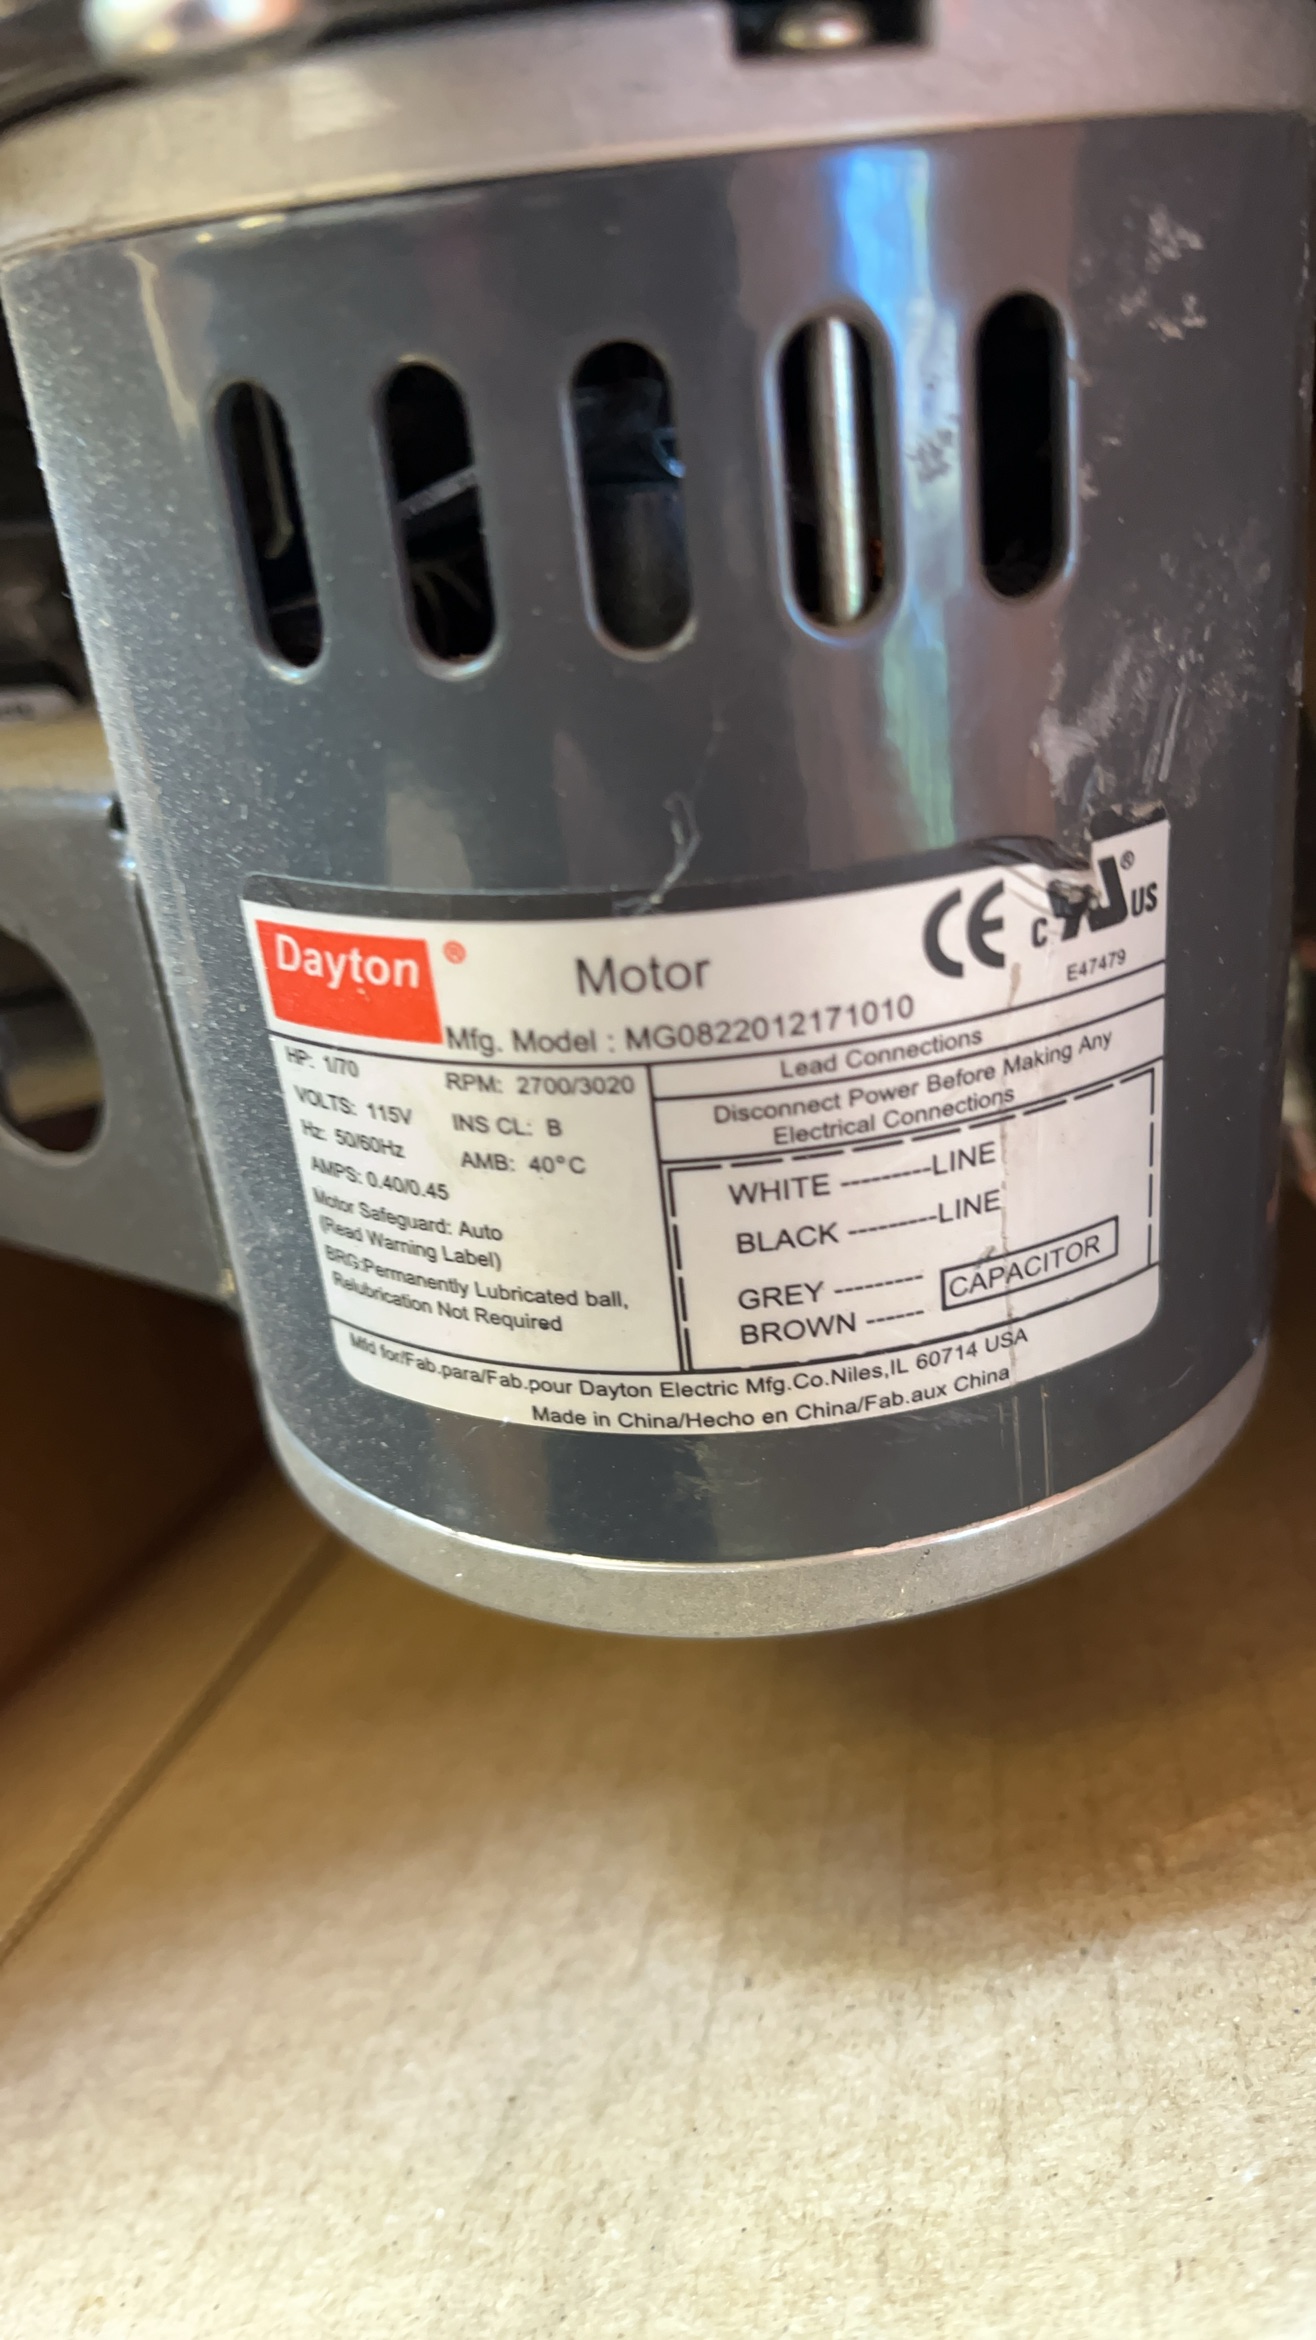 Dayton ® Motor CE c US ®
E47479
Mfg. Model : MG0822012171010
HP: 1/70 RPM: 2700/3020
VOLTS: 115V INS CL: B
Hz: 50/60Hz AMB: 40°C
AMPS: 0.40/0.45
Motor Safeguard: Auto
(Read Warning Label)
BRG:Permanently Lubricated ball,
Relubrication Not Required
Lead Connections
Disconnect Power Before Making Any
Electrical Connections
WHITE ---------LINE
BLACK ---------LINE
GREY --------- CAPACITOR
BROWN ------
Mfd for/Fab.para/Fab.pour Dayton Electric Mfg.Co.Niles,IL 60714 USA
Made in China/Hecho en China/Fab.aux China